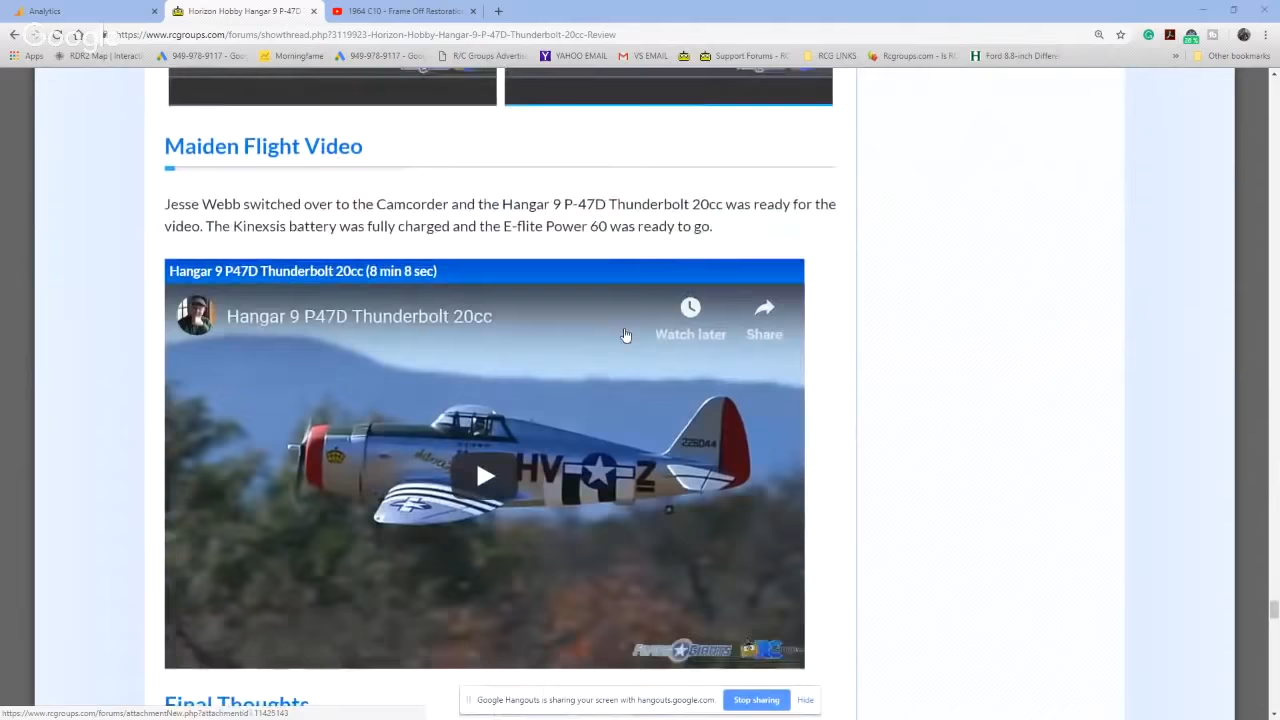 Analytics
Horizon Hobby Hangar 9 P-47D
1964 C10 - Frame Off Restoration
https://www.rcgroups.com/forums/showthread.php?3119923-Horizon-Hobby-Hangar-9-P-47D-Thunderbolt-20cc-Review
Google
Apps
RDR2 Map | Interac
949-978-9117 - Goo
Morningfame
949-978-9117 - Goo
R/C Groups Advertis
YAHOO EMAIL
VS EMAIL
Support Forums - RC
RCG LINKS
Rcgroups.com - Is RC
Ford 8.8-inch Differe
»
Other bookmarks
Maiden Flight Video
Jesse Webb switched over to the Camcorder and the Hangar 9 P-47D Thunderbolt 20cc was ready for the
video. The Kinexsis battery was fully charged and the E-flite Power 60 was ready to go.
Hangar 9 P47D Thunderbolt 20cc (8 min 8 sec)
Hangar 9 P47D Thunderbolt 20cc
Watch later
Share
225044
HV Z
Final Thoughts
Google Hangouts is sharing your screen with hangouts.google.com.
Stop sharing
Hide
https://www.rcgroups.com/forums/attachmentNew.php?attachmentid=11425143